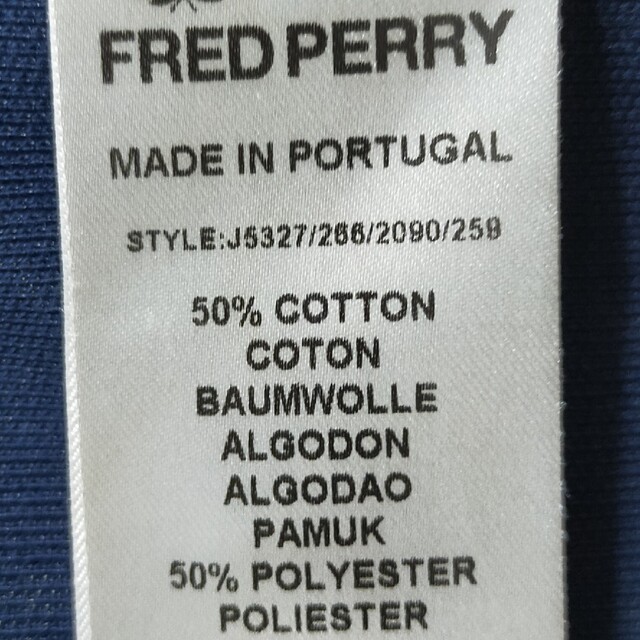 FRED PERRY
MADE IN PORTUGAL
STYLE:J5327/266/2090/259
50% COTTON
COTON
BAUMWOLLE
ALGODON
ALGODAO
PAMUK
50% POLYESTER
POLIESTER